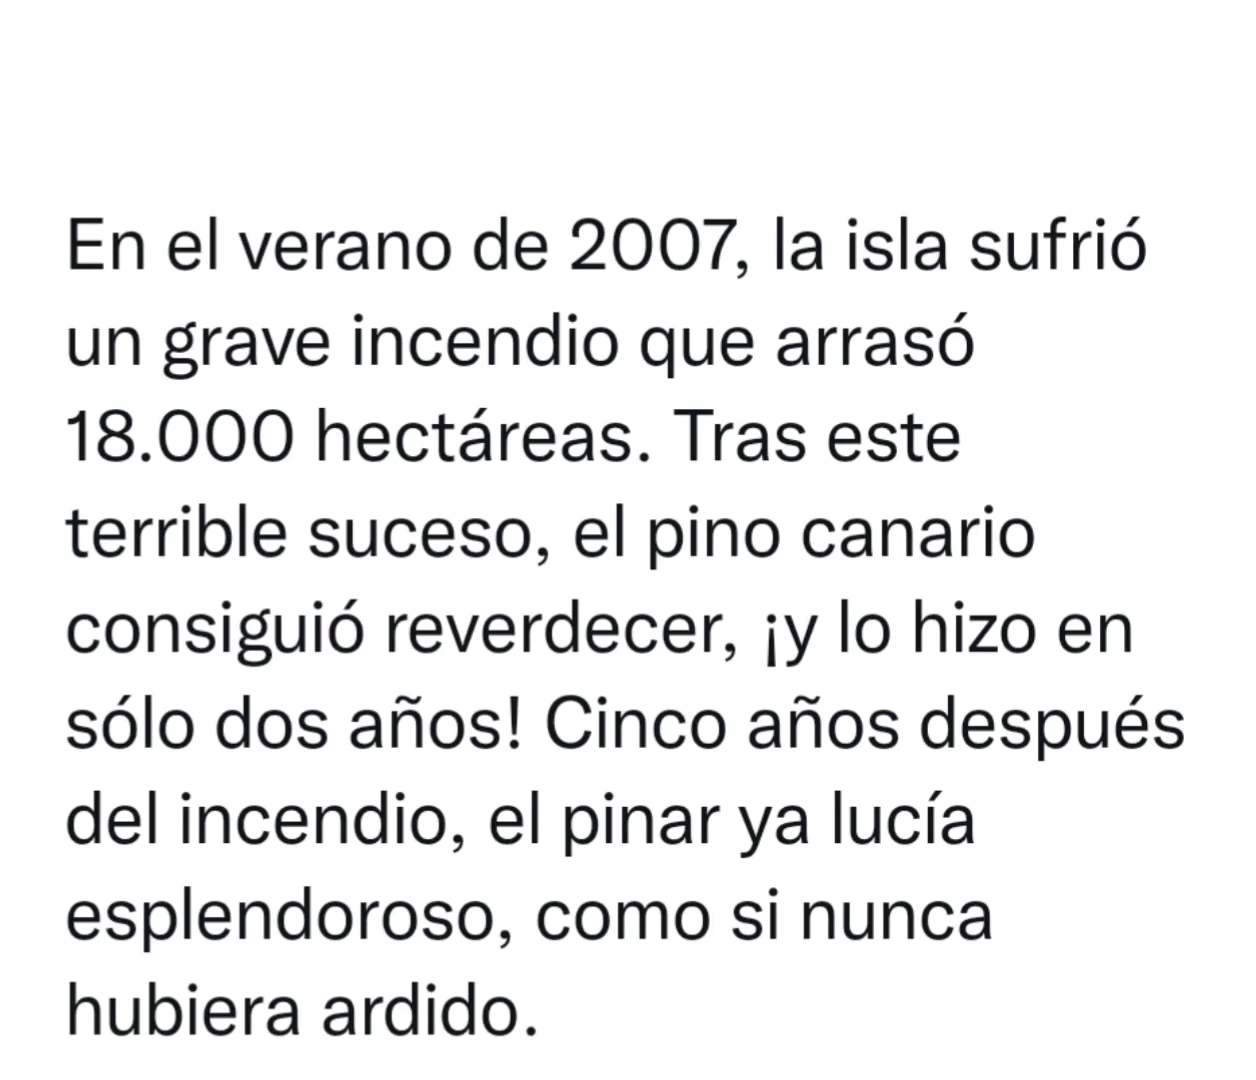 En el verano de 2007, la isla sufrió
un grave incendio que arrasó
18.000 hectáreas. Tras este
terrible suceso, el pino canario
consiguió reverdecer, ¡y lo hizo en
sólo dos años! Cinco años después
del incendio, el pinar ya lucía
esplendoroso, como si nunca
hubiera ardido.